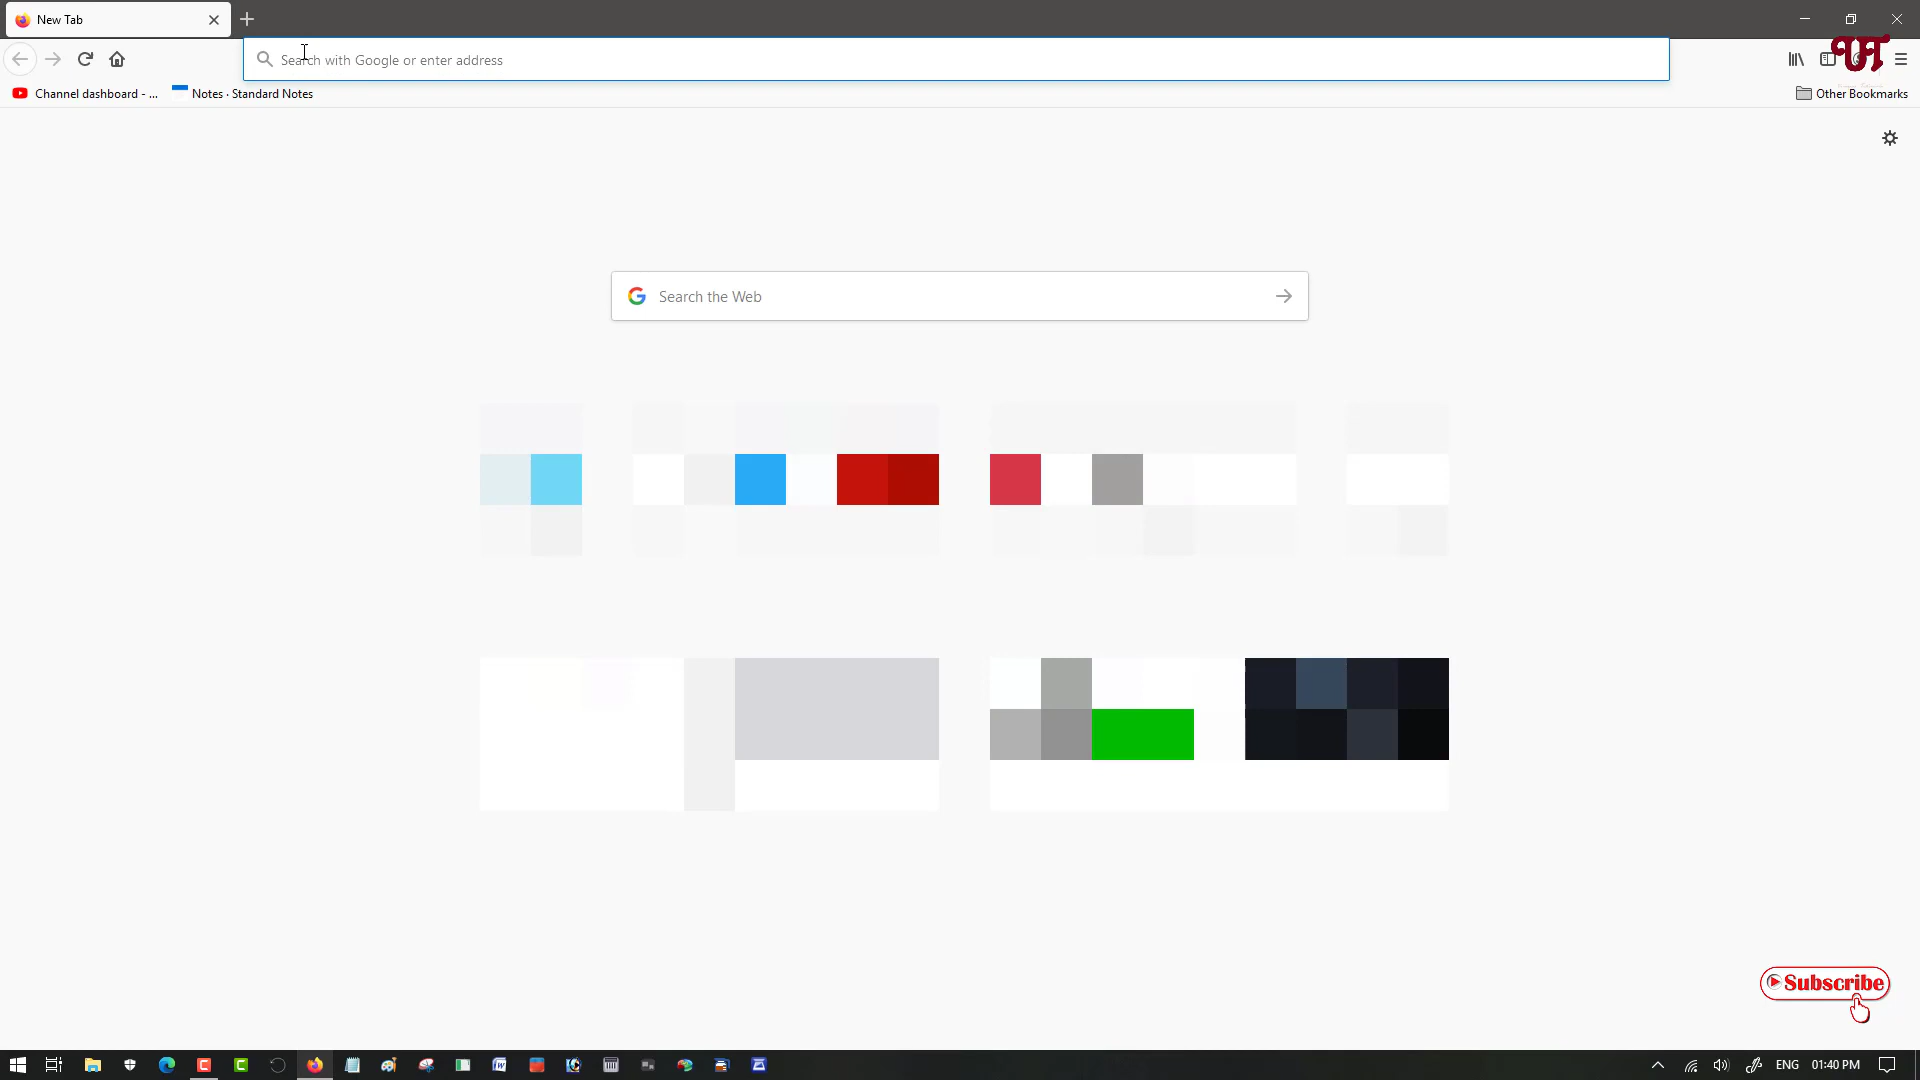 New Tab
Search with Google or enter address
UT
Channel dashboard - ...
Notes · Standard Notes
Other Bookmarks
Search the Web
Subscribe
ENG
01:40 PM